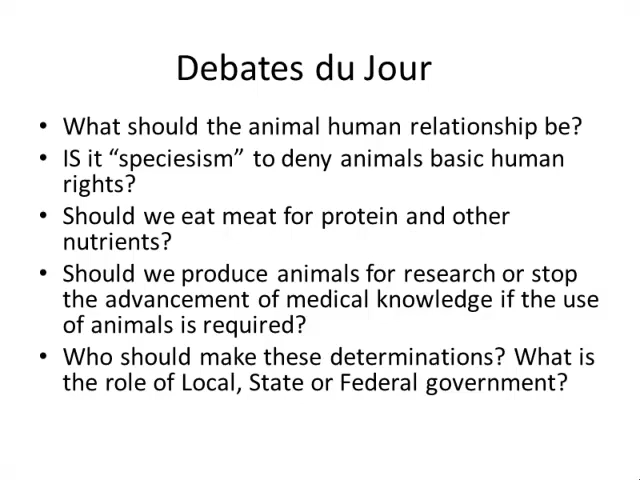 Debates du Jour
• What should the animal human relationship be?
• IS it “speciesism” to deny animals basic human
rights?
• Should we eat meat for protein and other
nutrients?
• Should we produce animals for research or stop
the advancement of medical knowledge if the use
of animals is required?
• Who should make these determinations? What is
the role of Local, State or Federal government?